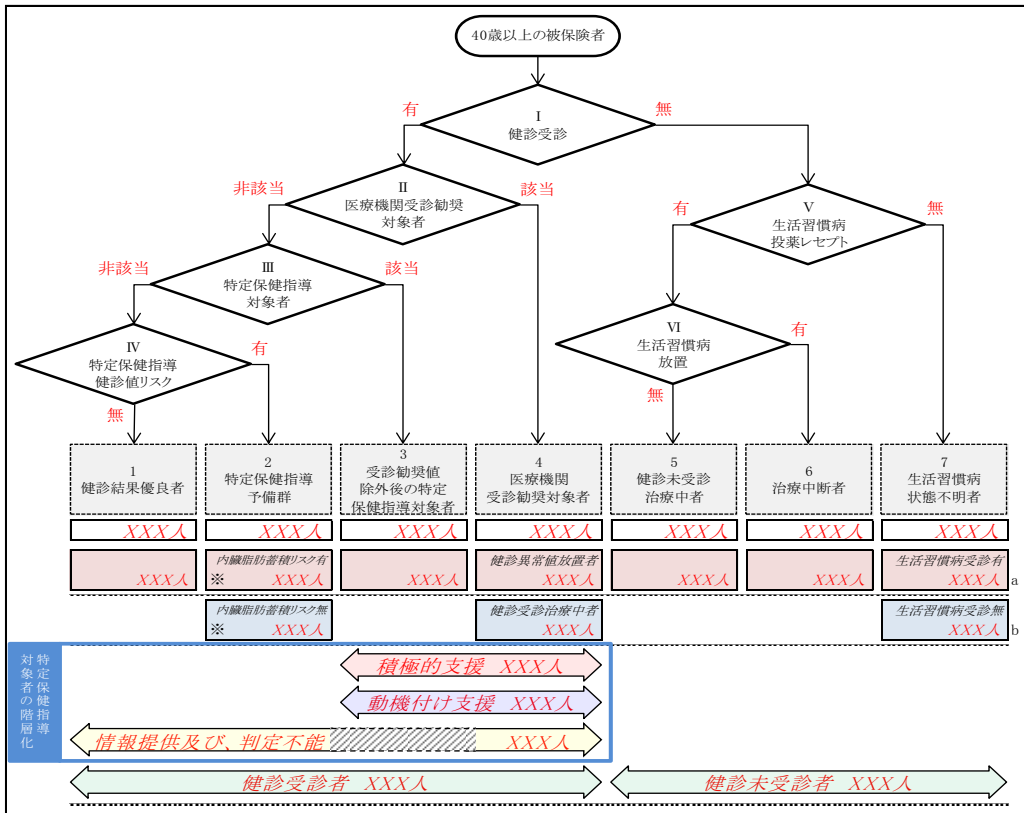 40歳以上の被保険者
Ⅰ
健診受診
有
無
Ⅱ
医療機関受診勧奨
対象者
非該当
該当
Ⅴ
生活習慣病
投薬レセプト
有
無
Ⅲ
特定保健指導
対象者
非該当
該当
Ⅵ
生活習慣病
放置
有
無
Ⅳ
特定保健指導
健診値リスク
有
無
1
健診結果優良者
2
特定保健指導
予備群
3
受診勧奨値
除外後の特定
保健指導対象者
4
医療機関
受診勧奨対象者
5
健診未受診
治療中者
6
治療中断者
7
生活習慣病
状態不明者
XXX人
XXX人
XXX人
XXX人
XXX人
XXX人
XXX人
XXX人
内臓脂肪蓄積リスク有
※ XXX人
XXX人
健診異常値放置者
XXX人
XXX人
XXX人
生活習慣病受診有
XXX人
a
内臓脂肪蓄積リスク無
※ XXX人
健診受診治療中者
XXX人
生活習慣病受診無
XXX人
b
特定保健指導
対象者の階層化
積極的支援 XXX人
動機付け支援 XXX人
情報提供及び、判定不能 XXX人
健診受診者 XXX人
健診未受診者 XXX人